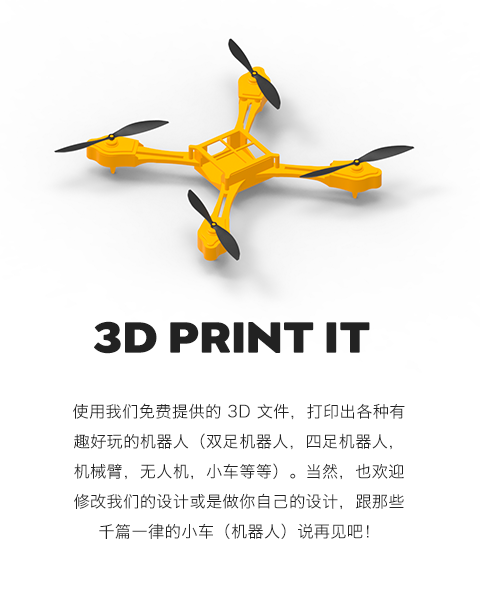 3D PRINT IT
使用我们免费提供的 3D 文件，打印出各种有
趣好玩的机器人（双足机器人，四足机器人，
机械臂，无人机，小车等等）。当然，也欢迎
修改我们的设计或是做你自己的设计，跟那些
千篇一律的小车（机器人）说再见吧！